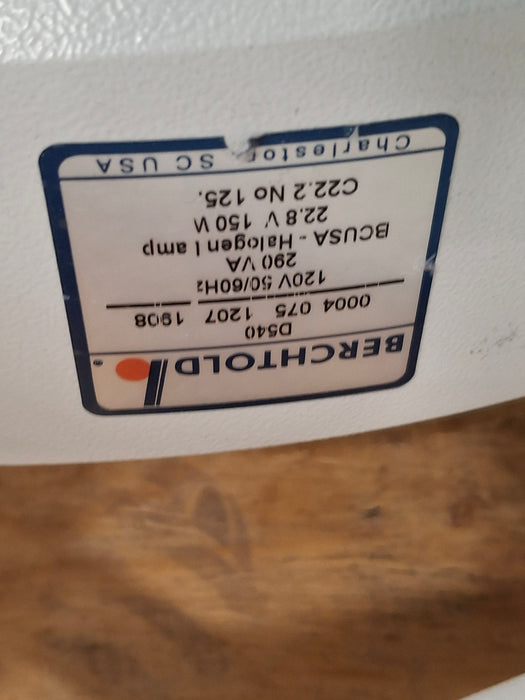 BERCHTOLD
D540
0004 075 1207 1908
120V 50/60Hz
290 VA
BCUSA - Halogen lamp
22.8 V 150 W
C22.2 No 125.
Charleston SC USA